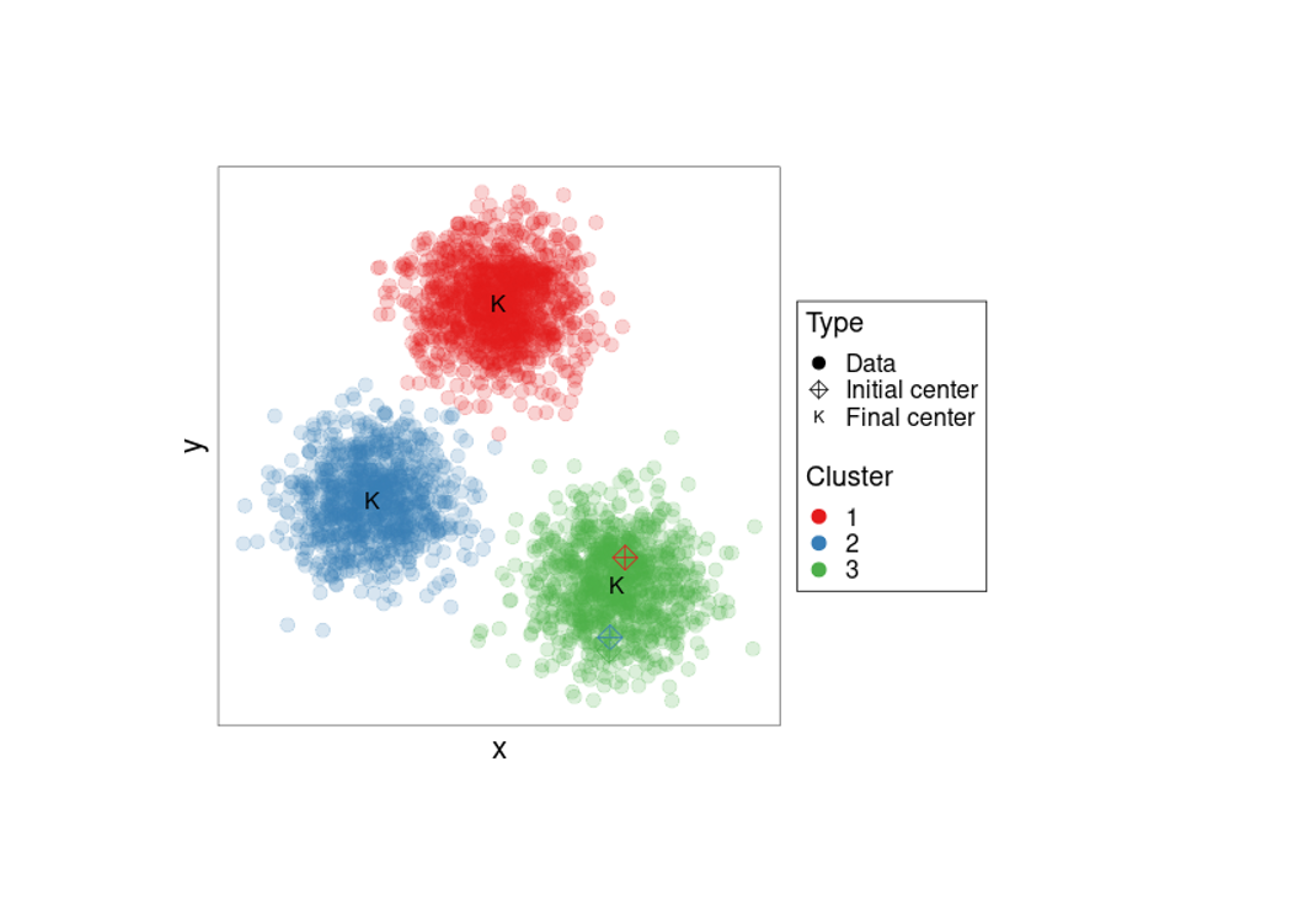 K
K
K
y
x
Type
Data
Initial center
K Final center
Cluster
1
2
3